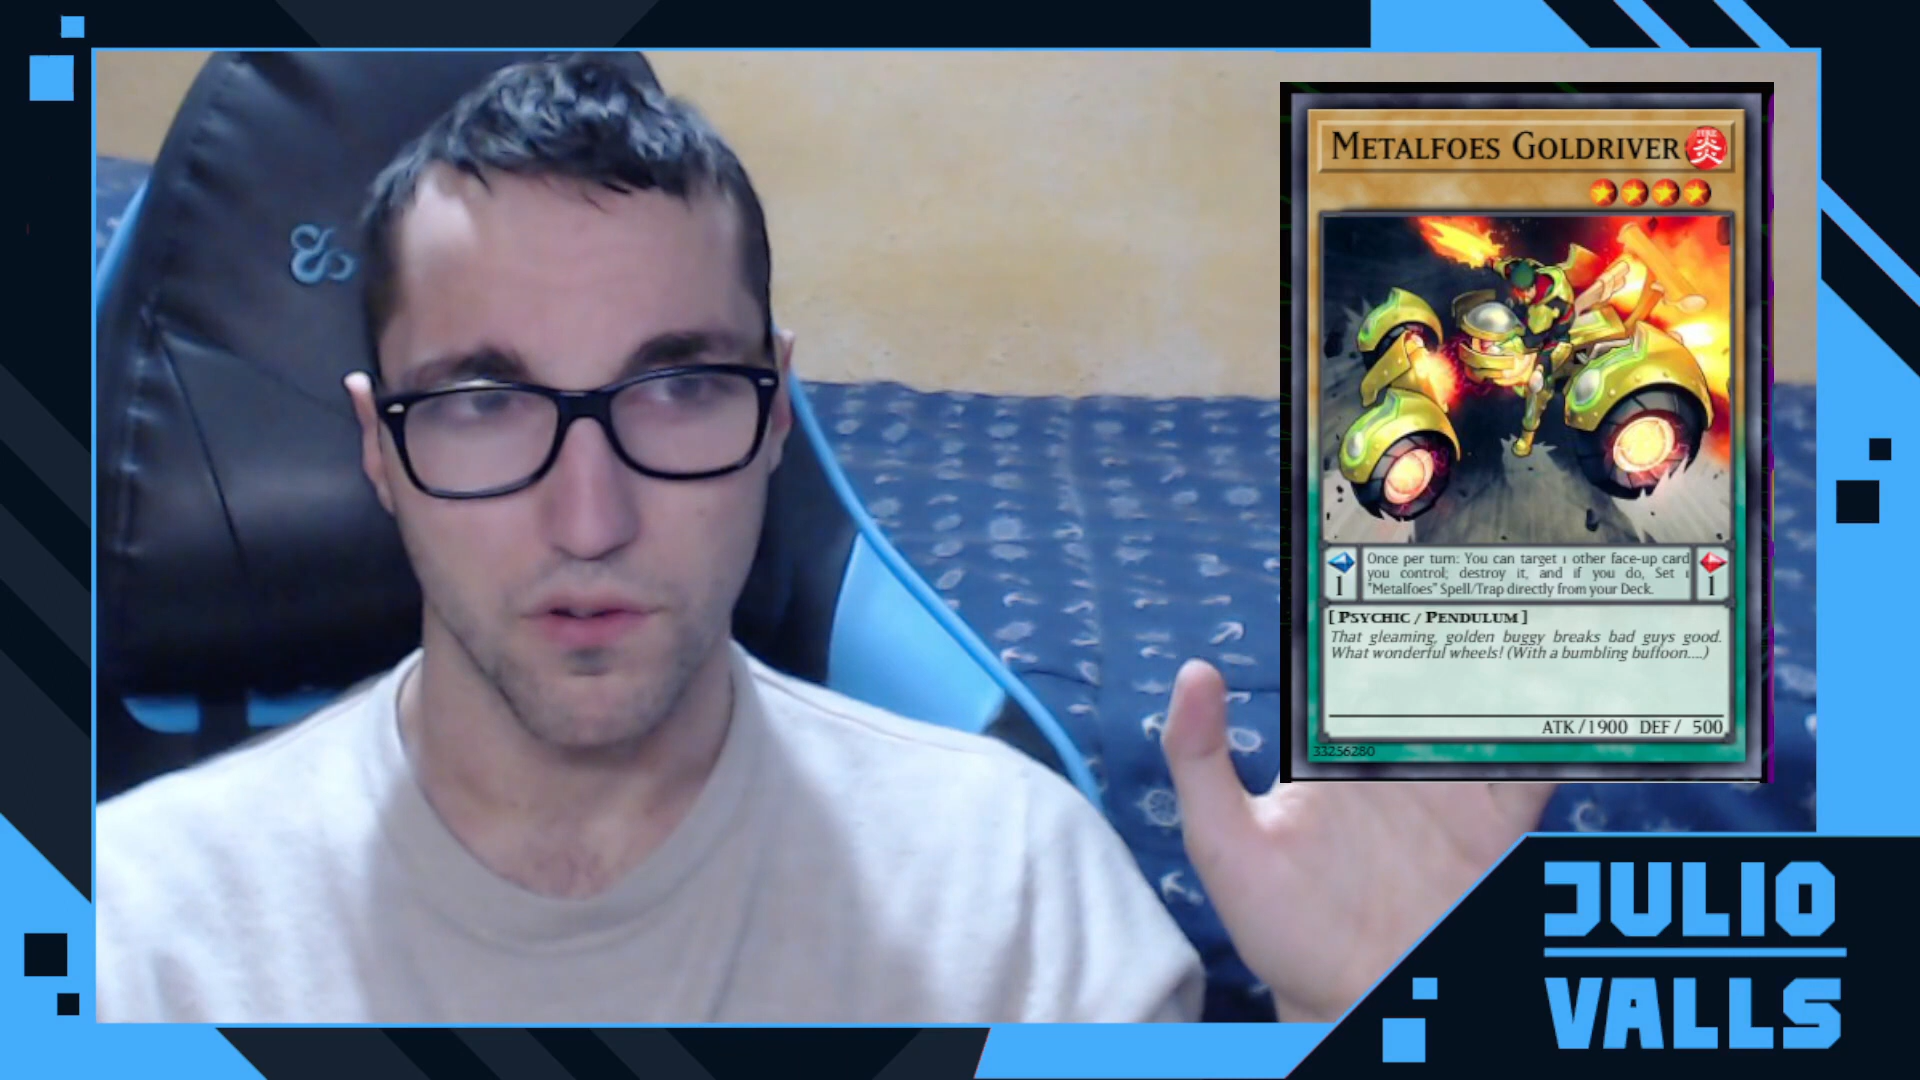 METALFOES GOLDRIVER
FIRE
炎
1
Once per turn: You can target 1 other face-up card
you control; destroy it, and if you do, Set 1
"Metalfoes" Spell/Trap directly from your Deck.
1
[ PSYCHIC / PENDULUM ]
That gleaming, golden buggy breaks bad guys good.
What wonderful wheels! (With a bumbling buffoon....)
ATK/1900 DEF/ 500
33256280
JULIO
VALLS